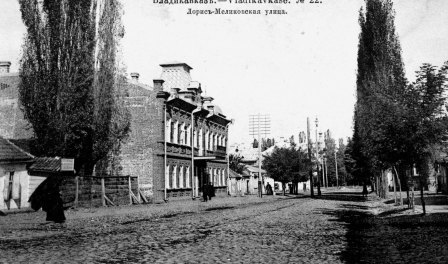 Владикавказъ.—Vladikavkase. № 22.
Лорисъ-Меликовская улица.